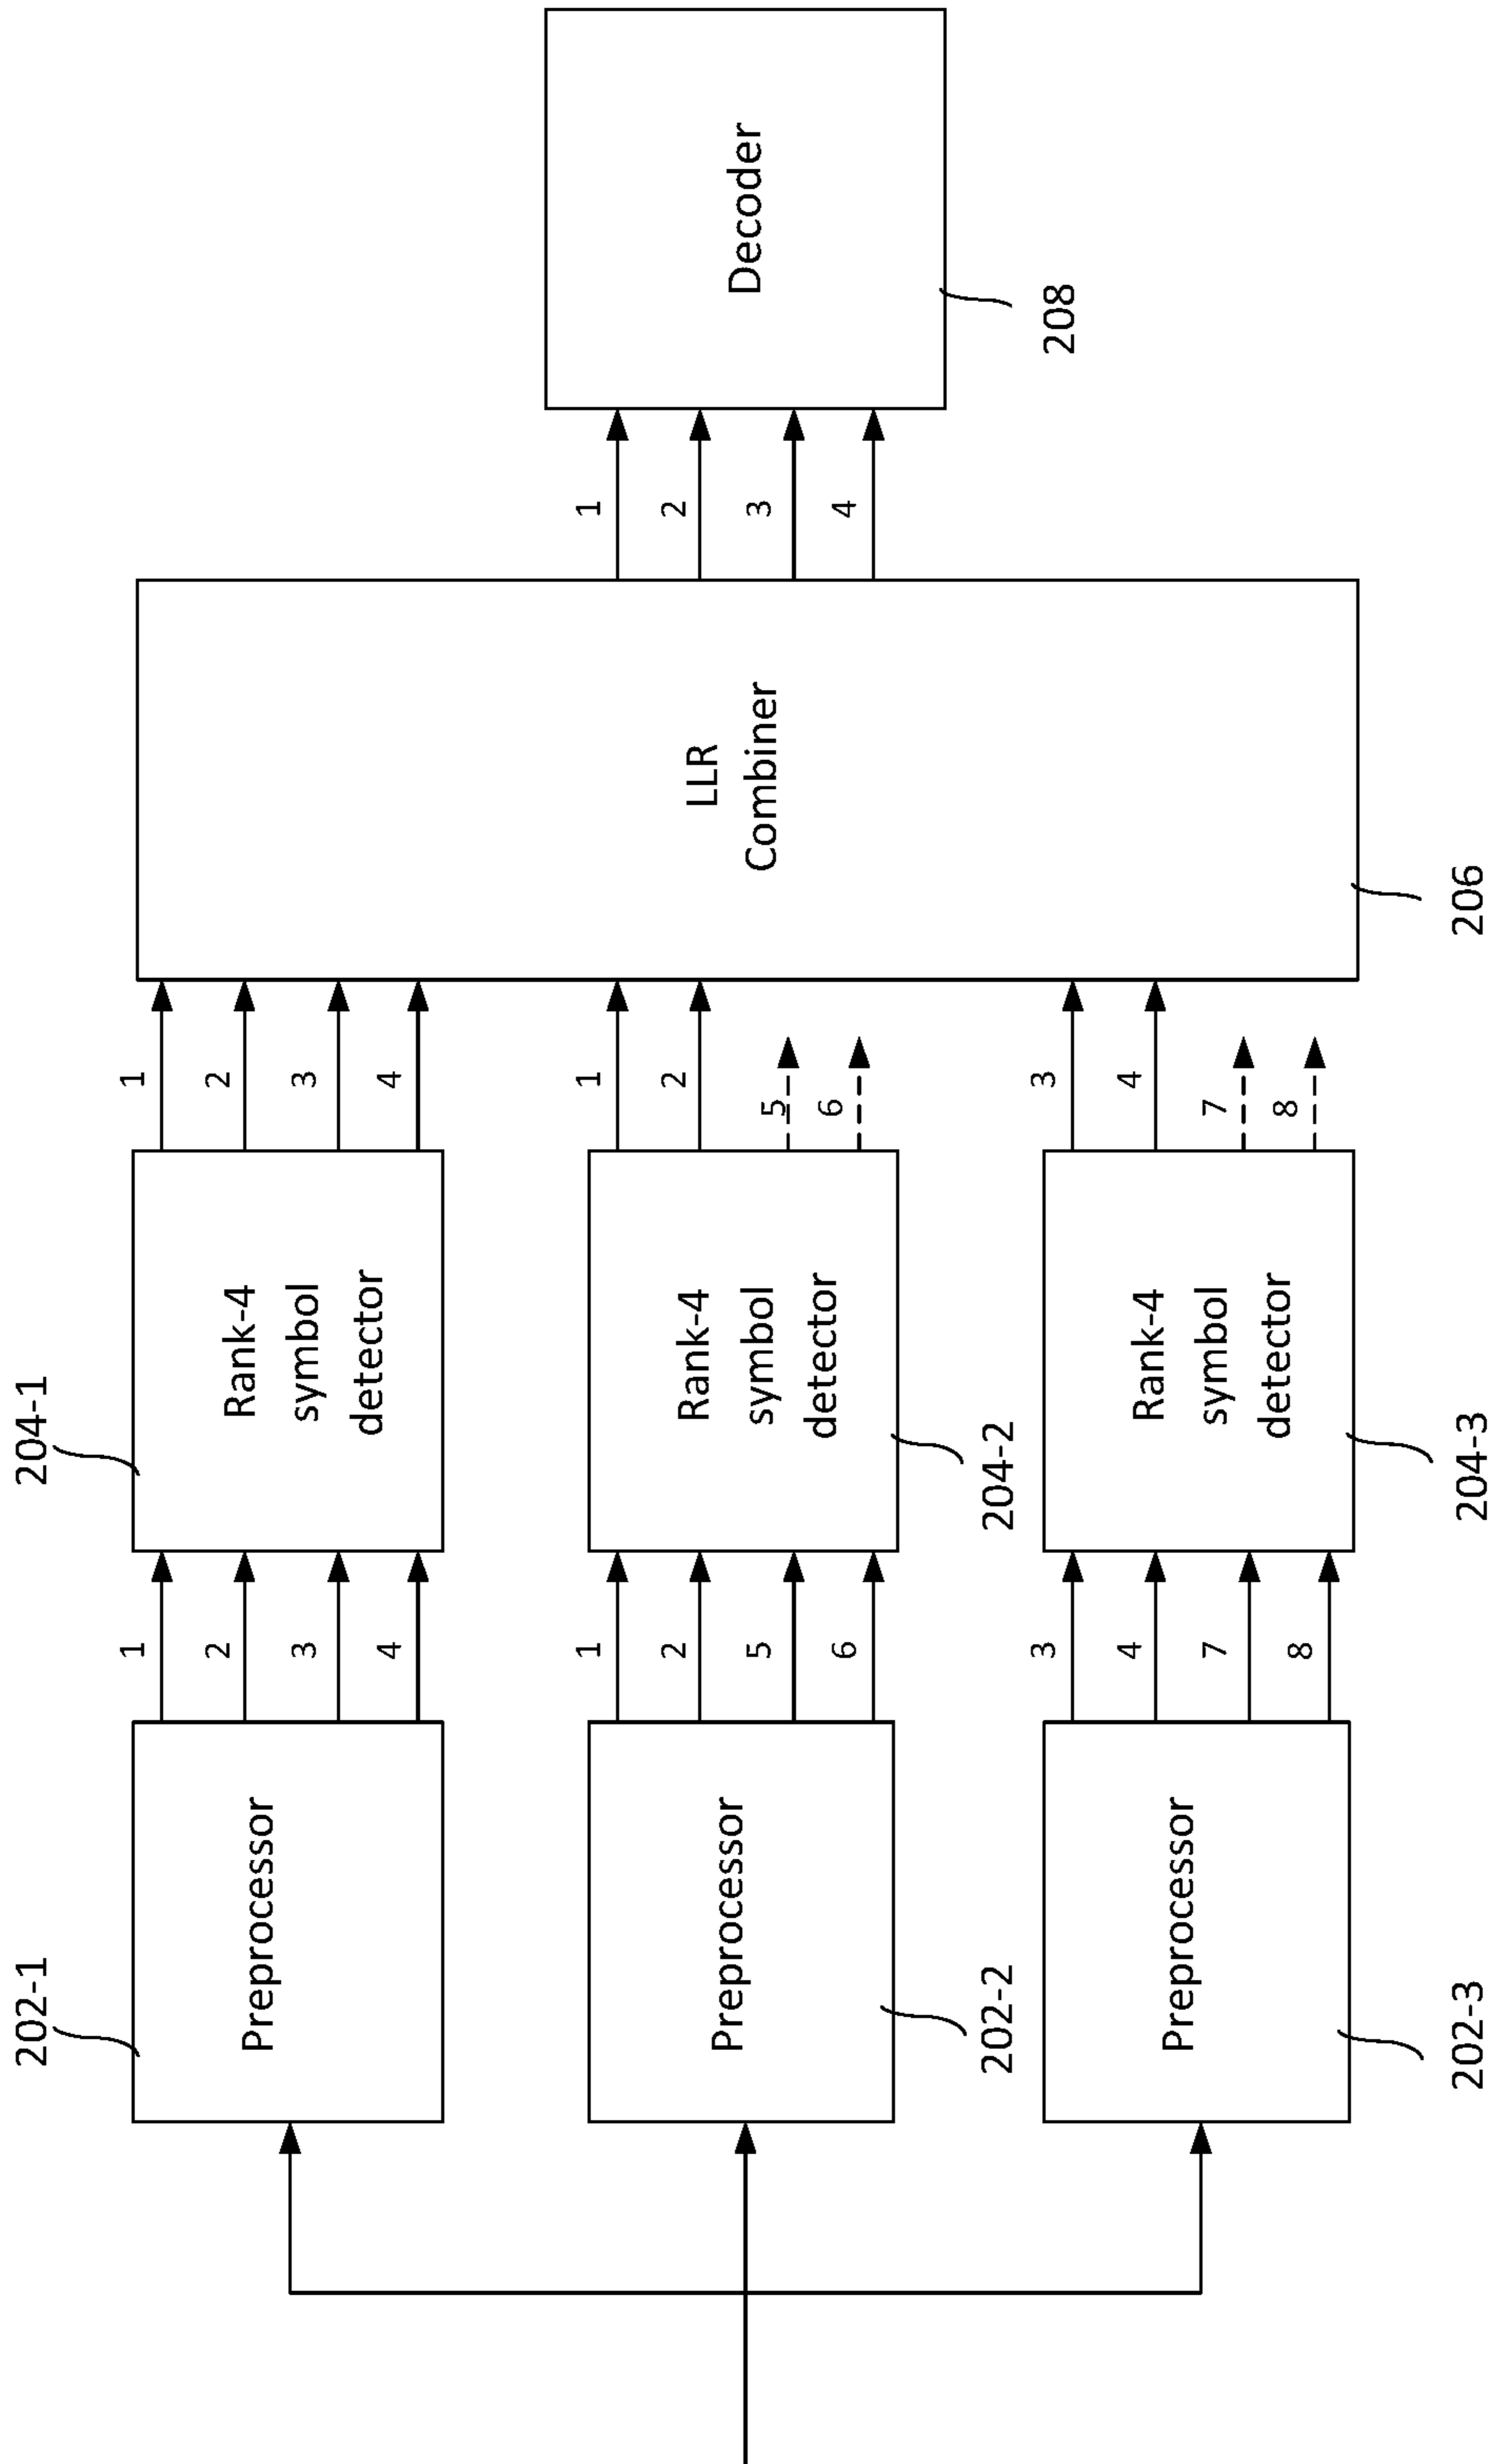 202-1
Preprocessor
1
2
3
4
204-1
Rank-4
symbol
detector
1
2
3
4
202-2
Preprocessor
1
2
5
6
204-2
Rank-4
symbol
detector
1
2
5
6
202-3
Preprocessor
3
4
7
8
204-3
Rank-4
symbol
detector
3
4
7
8
LLR
Combiner
206
1
2
3
4
Decoder
208